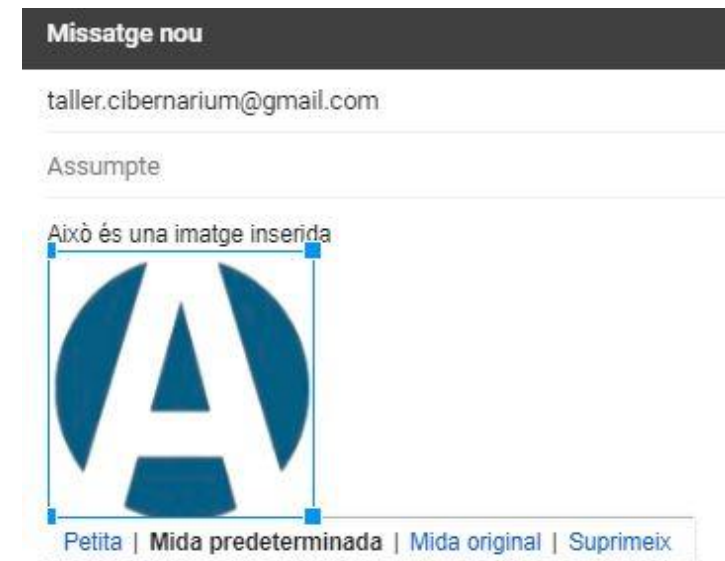 Missatge nou
taller.cibernarium@gmail.com
Assumpte
Això és una imatge inserida
A
Petita | Mida predeterminada | Mida original | Suprimeix